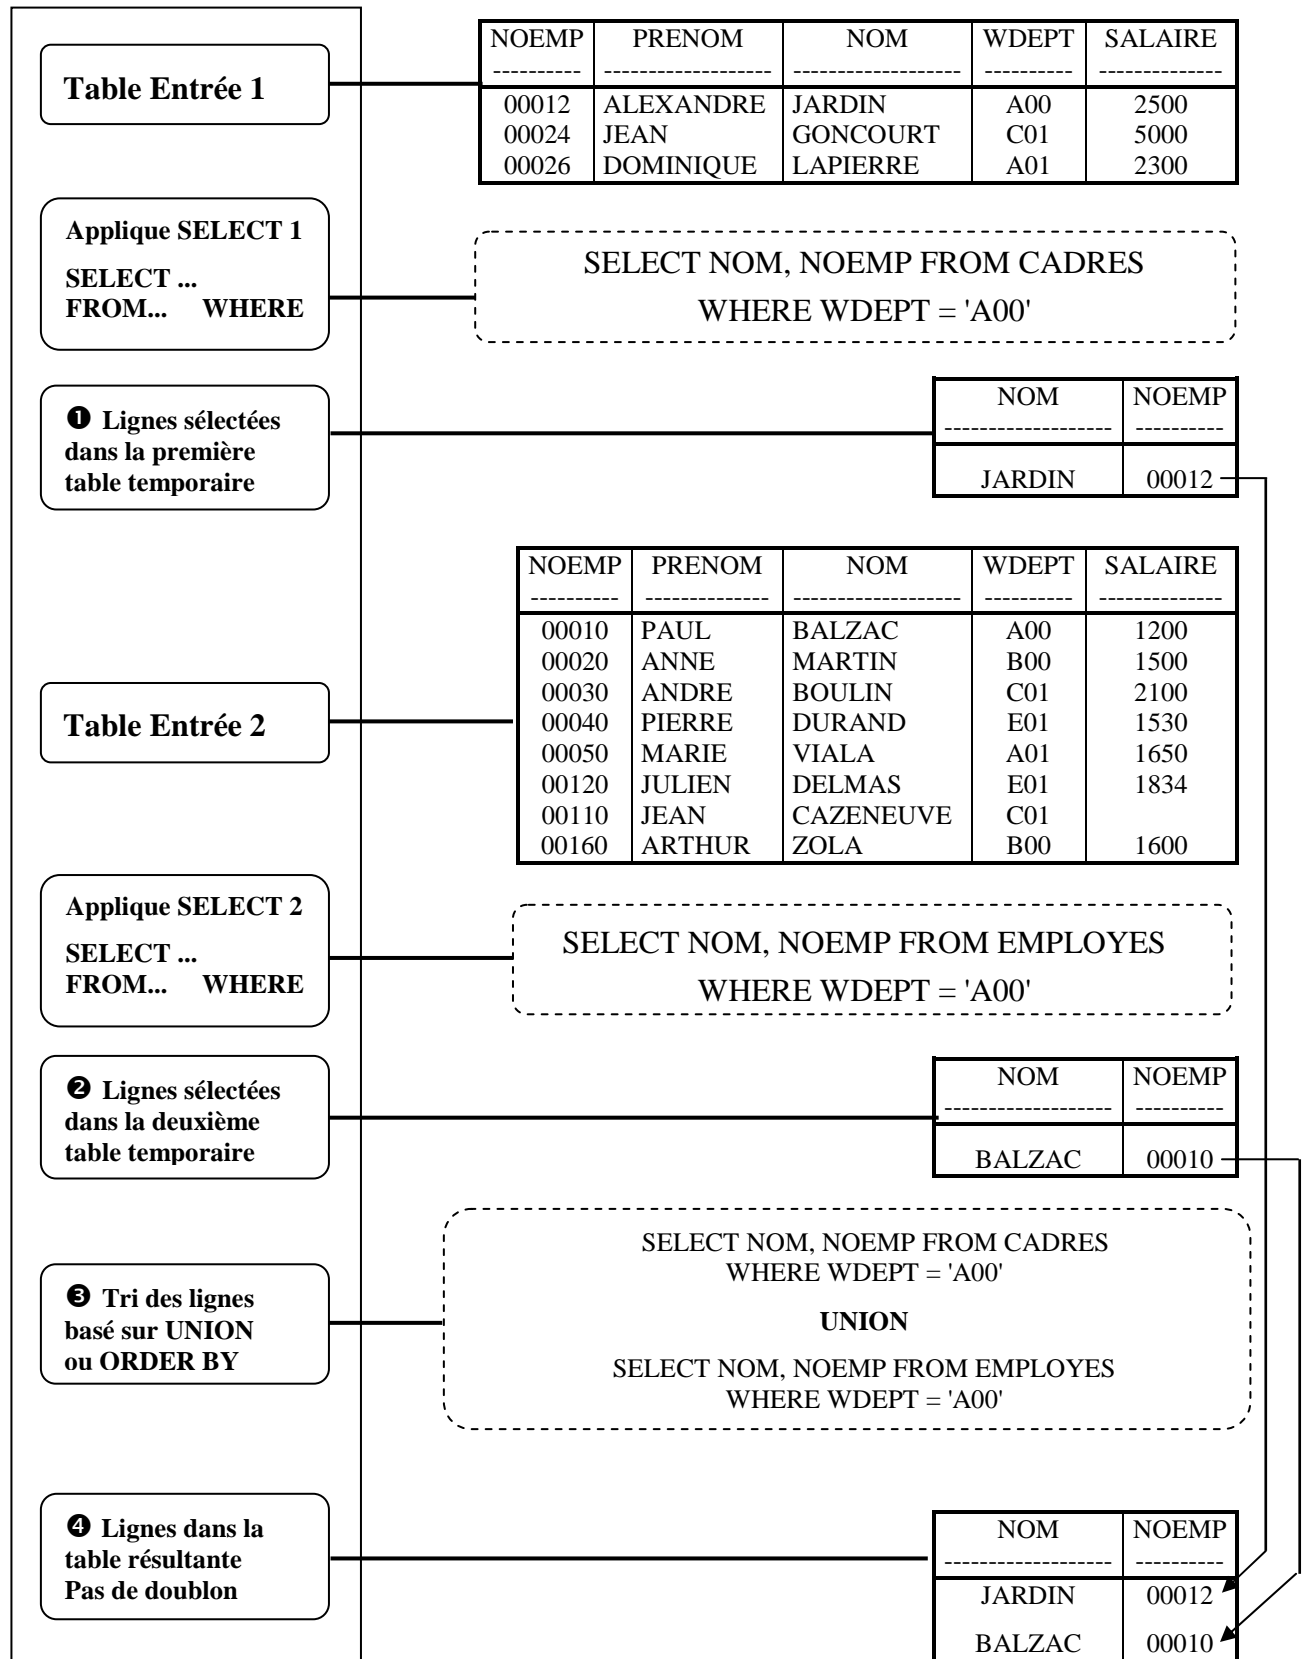 Table Entrée 1
NOEMP PRENOM NOM WDEPT SALAIRE
---------- ------------------- ------------------- ---------- --------------
00012 ALEXANDRE JARDIN A00 2500
00024 JEAN GONCOURT C01 5000
00026 DOMINIQUE LAPIERRE A01 2300
Applique SELECT 1
SELECT ...
FROM... WHERE
SELECT NOM, NOEMP FROM CADRES
WHERE WDEPT = 'A00'
❶ Lignes sélectées
dans la première
table temporaire
NOM NOEMP
------------------- ----------
JARDIN 00012
Table Entrée 2
NOEMP PRENOM NOM WDEPT SALAIRE
---------- -------------- ------------------- ---------- --------------
00010 PAUL BALZAC A00 1200
00020 ANNE MARTIN B00 1500
00030 ANDRE BOULIN C01 2100
00040 PIERRE DURAND E01 1530
00050 MARIE VIALA A01 1650
00120 JULIEN DELMAS E01 1834
00110 JEAN CAZENEUVE C01
00160 ARTHUR ZOLA B00 1600
Applique SELECT 2
SELECT ...
FROM... WHERE
SELECT NOM, NOEMP FROM EMPLOYES
WHERE WDEPT = 'A00'
❷ Lignes sélectées
dans la deuxième
table temporaire
NOM NOEMP
------------------- ----------
BALZAC 00010
❸ Tri des lignes
basé sur UNION
ou ORDER BY
SELECT NOM, NOEMP FROM CADRES
WHERE WDEPT = 'A00'
UNION
SELECT NOM, NOEMP FROM EMPLOYES
WHERE WDEPT = 'A00'
❹ Lignes dans la
table résultante
Pas de doublon
NOM NOEMP
------------------- ----------
JARDIN 00012
BALZAC 00010